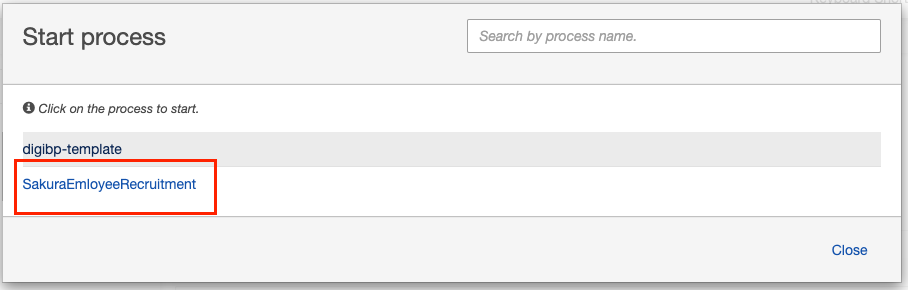 Start process
Search by process name.
Click on the process to start.
digibp-template
SakuraEmloyeeRecruitment
Close